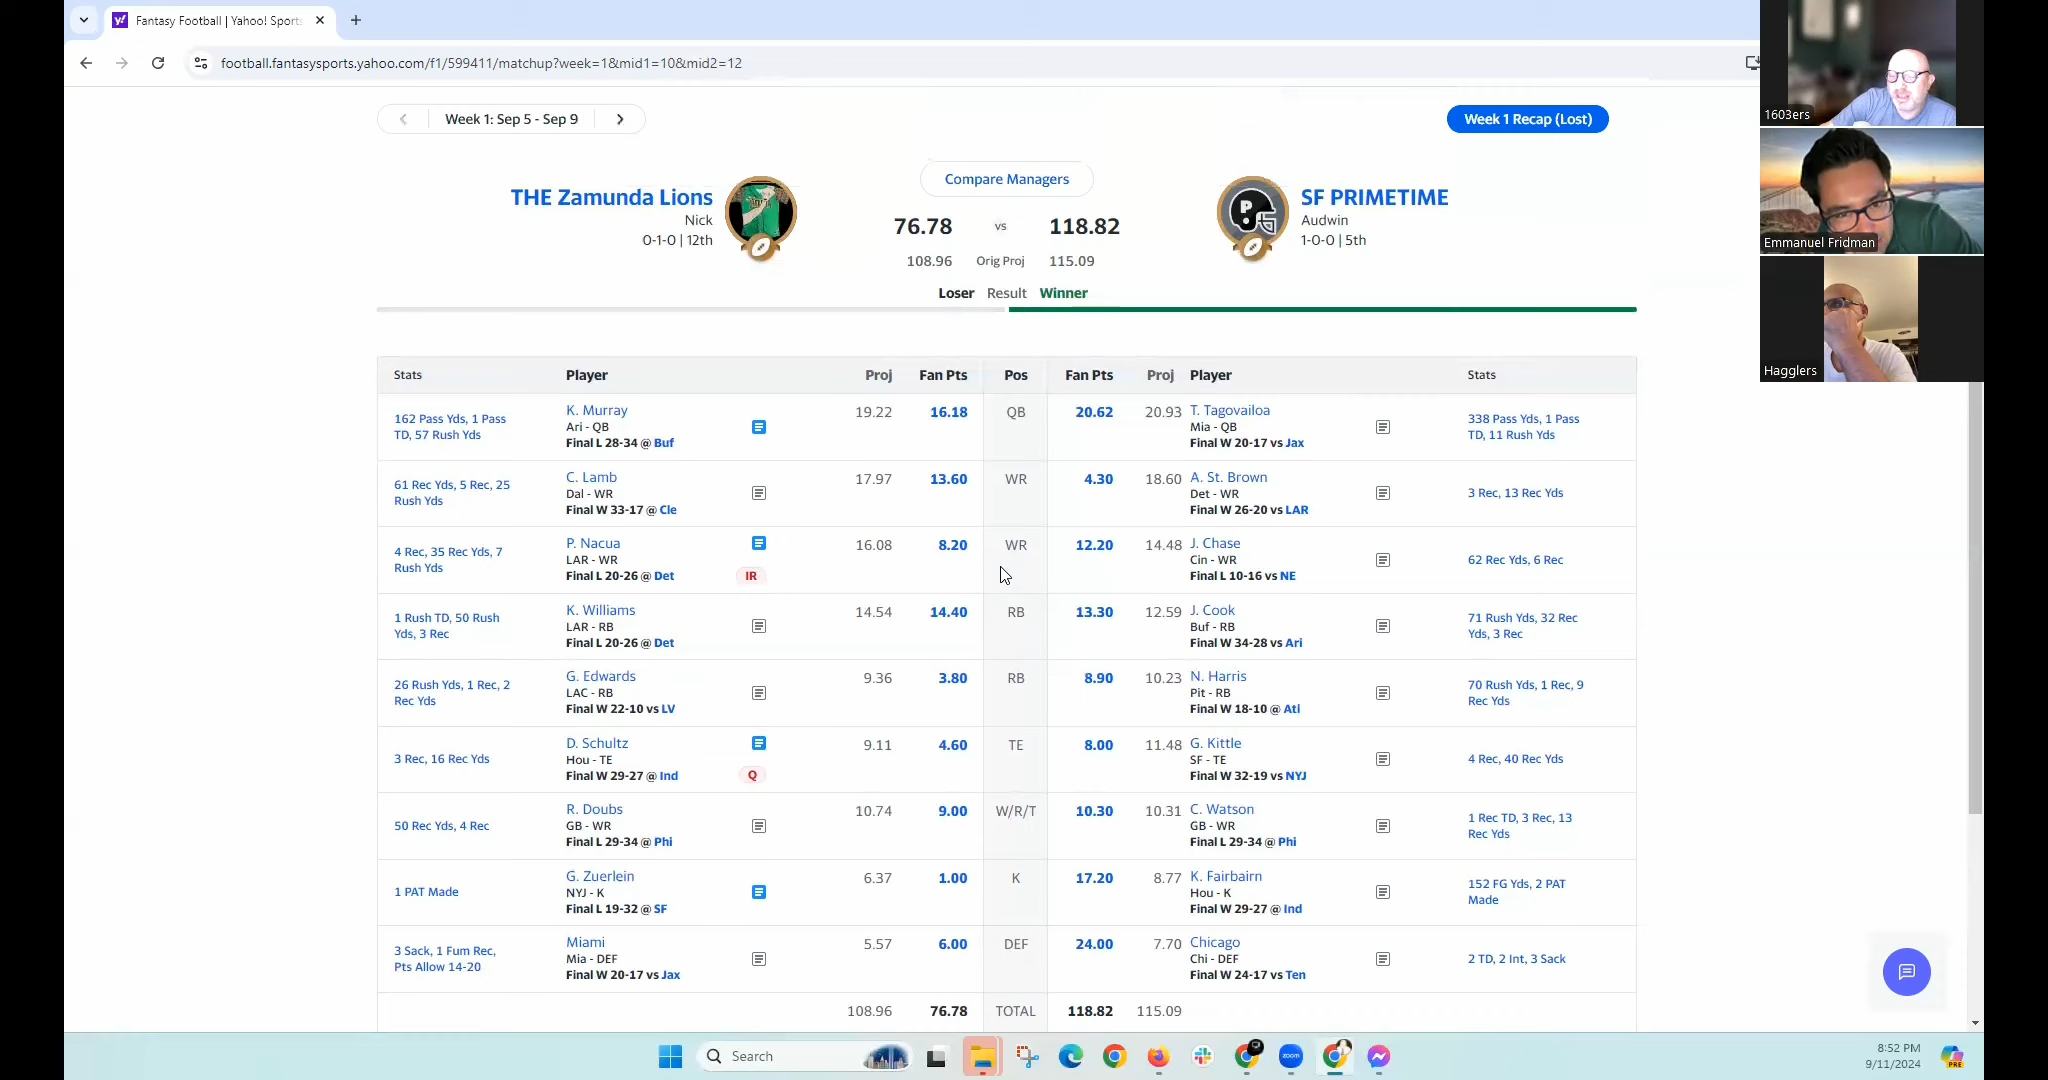 Fantasy Football | Yahoo! Sports
football.fantasysports.yahoo.com/f1/599411/matchup?week=1&mid1=10&mid2=12
Week 1: Sep 5 - Sep 9
Week 1 Recap (Lost)
1603ers
Emmanuel Fridman
Hagglers
Compare Managers
THE Zamunda Lions
Nick
0-1-0 | 12th
76.78 vs 118.82
108.96 Orig Proj 115.09
Loser Result Winner
SF PRIMETIME
Audwin
1-0-0 | 5th
Stats Player Proj Fan Pts Pos Fan Pts Proj Player Stats
162 Pass Yds, 1 Pass
TD, 57 Rush Yds
K. Murray
Ari - QB
Final L 28-34 @ Buf
19.22 16.18 QB 20.62 20.93
T. Tagovailoa
Mia - QB
Final W 20-17 vs Jax
338 Pass Yds, 1 Pass
TD, 11 Rush Yds
61 Rec Yds, 5 Rec, 25
Rush Yds
C. Lamb
Dal - WR
Final W 33-17 @ Cle
17.97 13.60 WR 4.30 18.60
A. St. Brown
Det - WR
Final W 26-20 vs LAR
3 Rec, 13 Rec Yds
4 Rec, 35 Rec Yds, 7
Rush Yds
P. Nacua
LAR - WR
Final L 20-26 @ Det
IR
16.08 8.20 WR 12.20 14.48
J. Chase
Cin - WR
Final L 10-16 vs NE
62 Rec Yds, 6 Rec
1 Rush TD, 50 Rush
Yds, 3 Rec
K. Williams
LAR - RB
Final L 20-26 @ Det
14.54 14.40 RB 13.30 12.59
J. Cook
Buf - RB
Final W 34-28 vs Ari
71 Rush Yds, 32 Rec
Yds, 3 Rec
26 Rush Yds, 1 Rec, 2
Rec Yds
G. Edwards
LAC - RB
Final W 22-10 vs LV
9.36 3.80 RB 8.90 10.23
N. Harris
Pit - RB
Final W 18-10 @ Atl
70 Rush Yds, 1 Rec, 9
Rec Yds
3 Rec, 16 Rec Yds
D. Schultz
Hou - TE
Final W 29-27 @ Ind
Q
9.11 4.60 TE 8.00 11.48
G. Kittle
SF - TE
Final W 32-19 vs NYJ
4 Rec, 40 Rec Yds
50 Rec Yds, 4 Rec
R. Doubs
GB - WR
Final L 29-34 @ Phi
10.74 9.00 W/R/T 10.30 10.31
C. Watson
GB - WR
Final L 29-34 @ Phi
1 Rec TD, 3 Rec, 13
Rec Yds
1 PAT Made
G. Zuerlein
NYJ - K
Final L 19-32 @ SF
6.37 1.00 K 17.20 8.77
K. Fairbairn
Hou - K
Final W 29-27 @ Ind
152 FG Yds, 2 PAT
Made
3 Sack, 1 Fum Rec,
Pts Allow 14-20
Miami
Mia - DEF
Final W 20-17 vs Jax
5.57 6.00 DEF 24.00 7.70
Chicago
Chi - DEF
Final W 24-17 vs Ten
2 TD, 2 Int, 3 Sack
108.96 76.78 TOTAL 118.82 115.09
Search
zoom
8:52 PM
9/11/2024
PRE